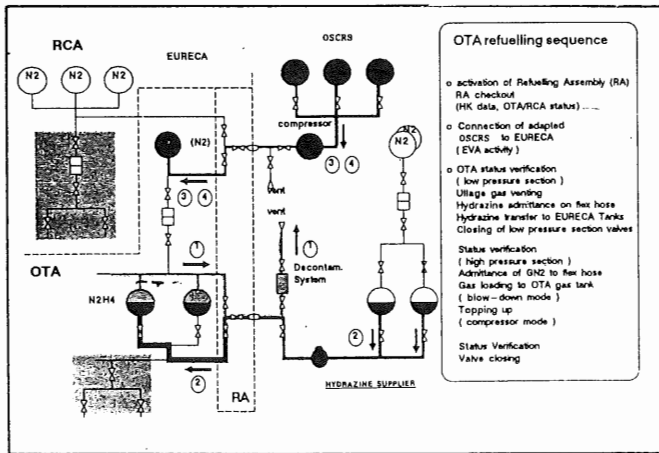 RCA
EURECA
OSCRS
N2
N2
N2
compressor
(N2)
N2
N2
3 4
vent
3 4
vent
1
1
OTA
Decontam.
System
N2H4
2
2
RA
HYDRAZINE SUPPLIER
OTA refuelling sequence
o activation of Refuelling Assembly (RA)
RA checkout
(HK data, OTA/RCA status) ....
o Connection of adapted
OSCRS to EURECA
( EVA activity )
o OTA status verification
( low pressure section )
Ullage gas venting
Hydrazine admittance on flex hose
Hydrazine transfer to EURECA Tanks
Closing of low pressure section valves
Status verification
( high pressure section )
Admittance of GN2 to flex hose
Gas loading to OTA gas tank
( blow-down mode )
Topping up
( compressor mode )
Status Verification
Valve closing